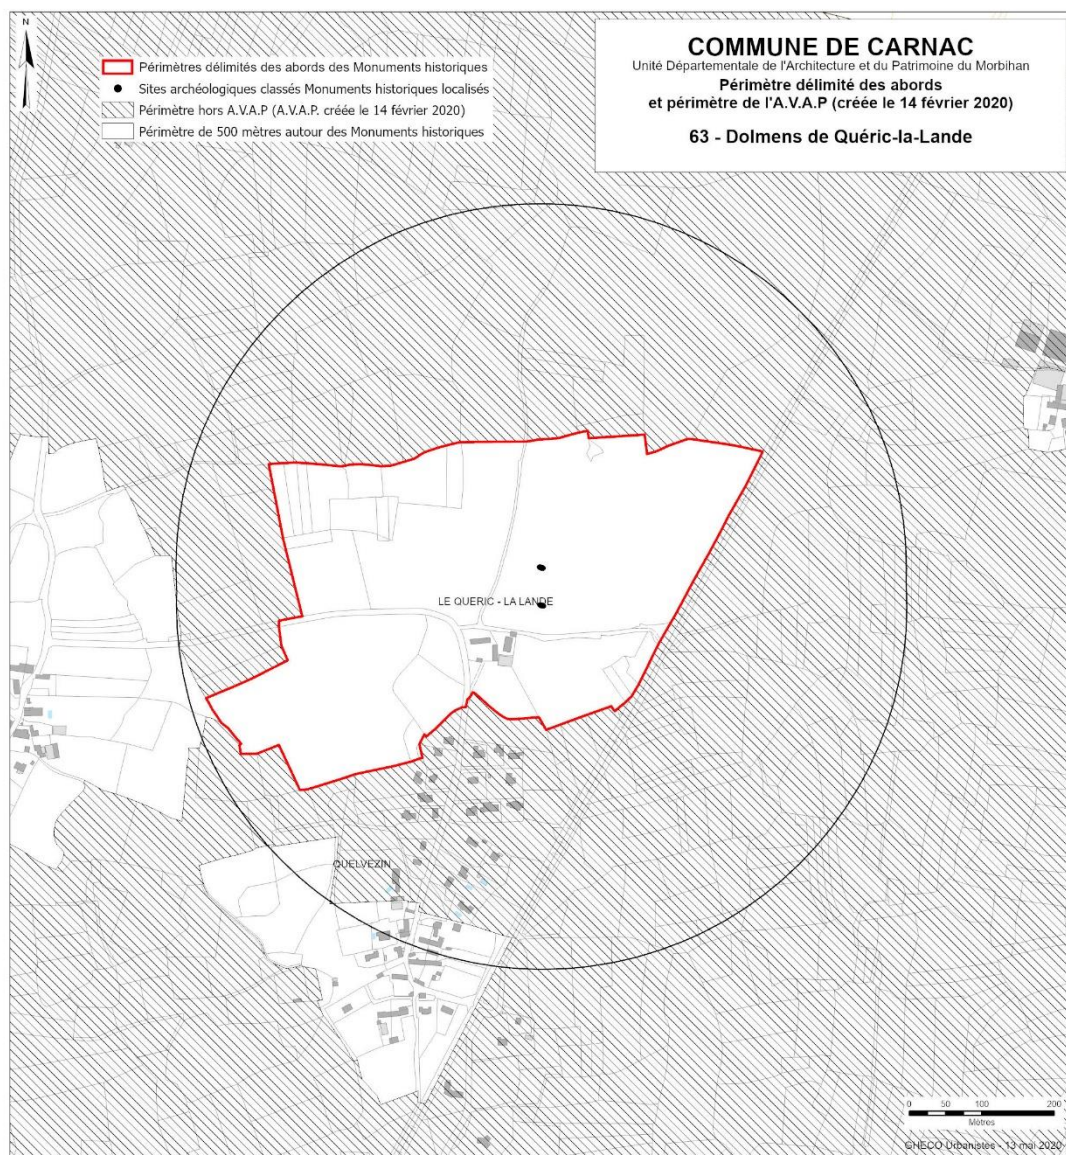 N
Périmètres délimités des abords des Monuments historiques
Sites archéologiques classés Monuments historiques localisés
Périmètre hors A.V.A.P (A.V.A.P. créée le 14 février 2020)
Périmètre de 500 mètres autour des Monuments historiques
COMMUNE DE CARNAC
Unité Départementale de l'Architecture et du Patrimoine du Morbihan
Périmètre délimité des abords
et périmètre de l'A.V.A.P (créée le 14 février 2020)
63 - Dolmens de Quéric-la-Lande
LE QUERIC - LA LANDE
QUELVEZIN
0 50 100 200
Mètres
GHECO Urbanistes - 13 mai 2020